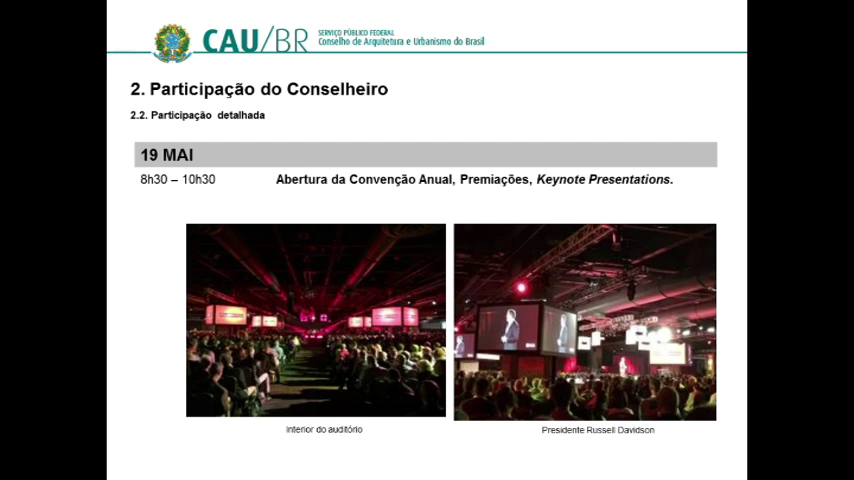 CAU/BR
SERVIÇO PÚBLICO FEDERAL
Conselho de Arquitetura e Urbanismo do Brasil
2. Participação do Conselheiro
2.2. Participação detalhada
19 MAI
8h30 – 10h30 Abertura da Convenção Anual, Premiações, Keynote Presentations.
Interior do auditório
Presidente Russell Davidson